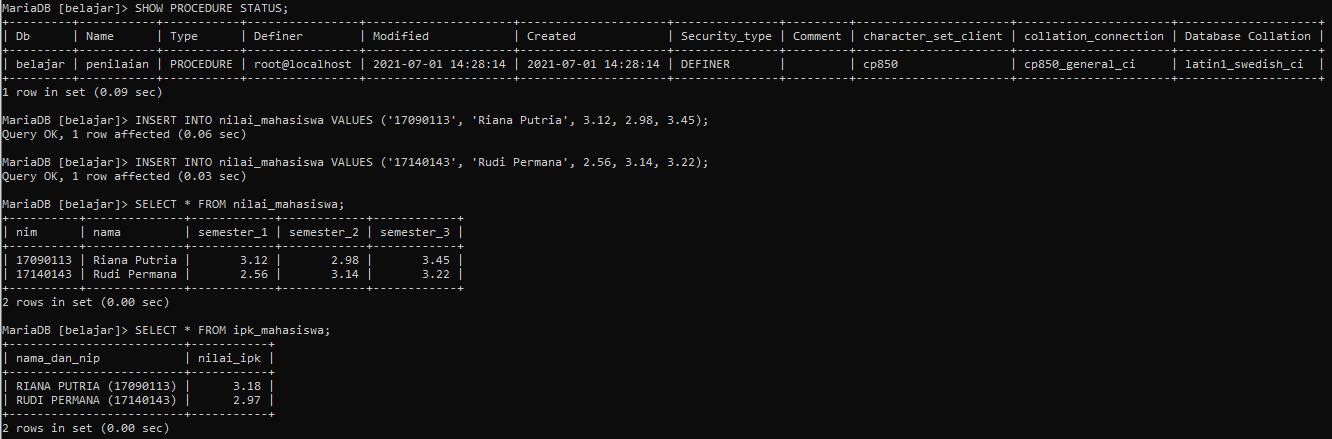 MariaDB [belajar]> SHOW PROCEDURE STATUS;
+---------+-----------+-----------+----------------+---------------------+---------------------+---------------+---------+----------------------+----------------------+--------------------+
| Db      | Name      | Type      | Definer        | Modified            | Created             | Security_type | Comment | character_set_client | collation_connection | Database Collation |
+---------+-----------+-----------+----------------+---------------------+---------------------+---------------+---------+----------------------+----------------------+--------------------+
| belajar | penilaian | PROCEDURE | root@localhost | 2021-07-01 14:28:14 | 2021-07-01 14:28:14 | DEFINER       |         | cp850                | cp850_general_ci     | latin1_swedish_ci  |
+---------+-----------+-----------+----------------+---------------------+---------------------+---------------+---------+----------------------+----------------------+--------------------+
1 row in set (0.09 sec)
MariaDB [belajar]> INSERT INTO nilai_mahasiswa VALUES ('17090113', 'Riana Putria', 3.12, 2.98, 3.45);
Query OK, 1 row affected (0.06 sec)
MariaDB [belajar]> INSERT INTO nilai_mahasiswa VALUES ('17140143', 'Rudi Permana', 2.56, 3.14, 3.22);
Query OK, 1 row affected (0.03 sec)
MariaDB [belajar]> SELECT * FROM nilai_mahasiswa;
+----------+--------------+------------+------------+------------+
| nim      | nama         | semester_1 | semester_2 | semester_3 |
+----------+--------------+------------+------------+------------+
| 17090113 | Riana Putria |       3.12 |       2.98 |       3.45 |
| 17140143 | Rudi Permana |       2.56 |       3.14 |       3.22 |
+----------+--------------+------------+------------+------------+
2 rows in set (0.00 sec)
MariaDB [belajar]> SELECT * FROM ipk_mahasiswa;
+-------------------------+-----------+
| nama_dan_nip            | nilai_ipk |
+-------------------------+-----------+
| RIANA PUTRIA (17090113) |      3.18 |
| RUDI PERMANA (17140143) |      2.97 |
+-------------------------+-----------+
2 rows in set (0.00 sec)